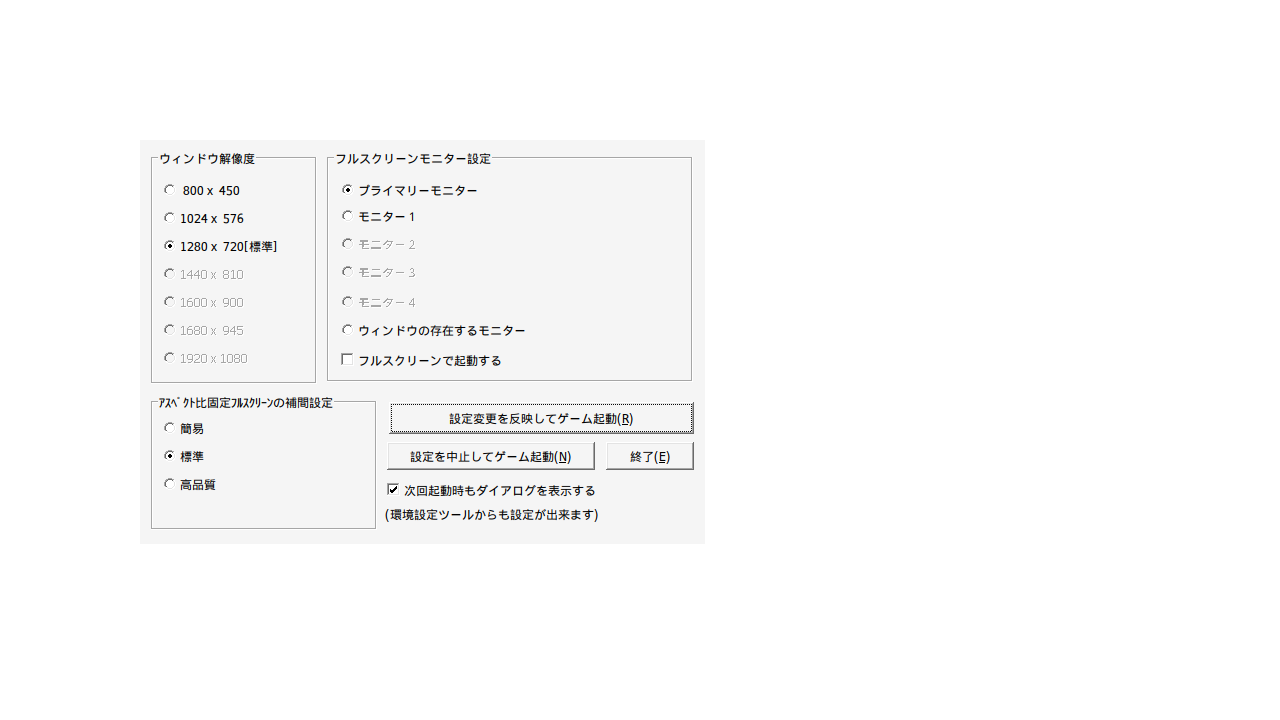 ウィンドウ解像度
800 x 450
1024 x 576
1280 x 720[標準]
1440 x 810
1600 x 900
1680 x 945
1920 x 1080
フルスクリーンモニター設定
プライマリーモニター
モニター 1
モニター 2
モニター 3
モニター 4
ウィンドウの存在するモニター
フルスクリーンで起動する
ｱｽﾍﾟｸﾄ比固定ﾌﾙｽｸﾘｰﾝの補間設定
簡易
標準
高品質
設定変更を反映してゲーム起動(R)
設定を中止してゲーム起動(N)
終了(E)
次回起動時もダイアログを表示する
(環境設定ツールからも設定が出来ます)